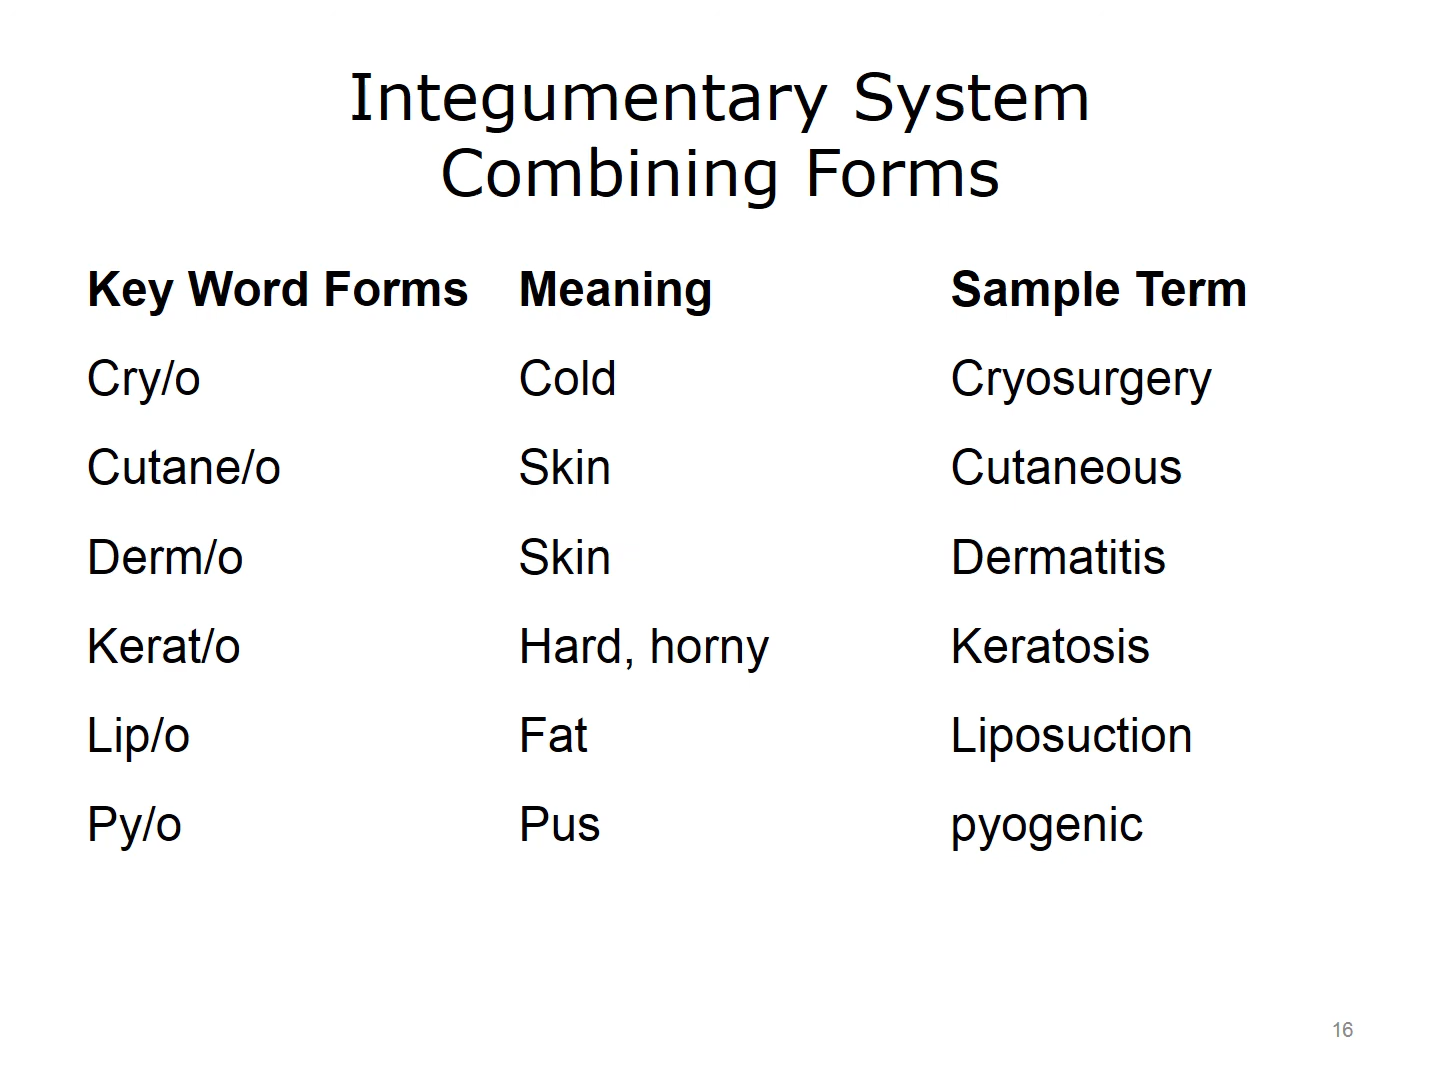 Integumentary System
Combining Forms
Key Word Forms Meaning Sample Term
Cry/o Cold Cryosurgery
Cutane/o Skin Cutaneous
Derm/o Skin Dermatitis
Kerat/o Hard, horny Keratosis
Lip/o Fat Liposuction
Py/o Pus pyogenic
16